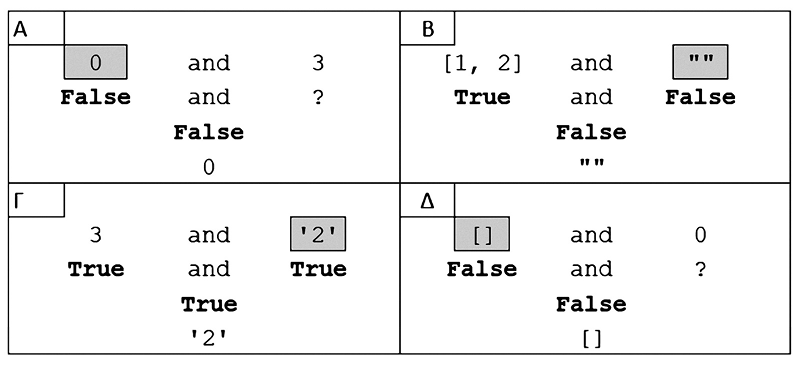 Α
0 and 3
False and ?
False
0
Β
[1, 2] and ""
True and False
False
""
Γ
3 and '2'
True and True
True
'2'
Δ
[] and 0
False and ?
False
[]